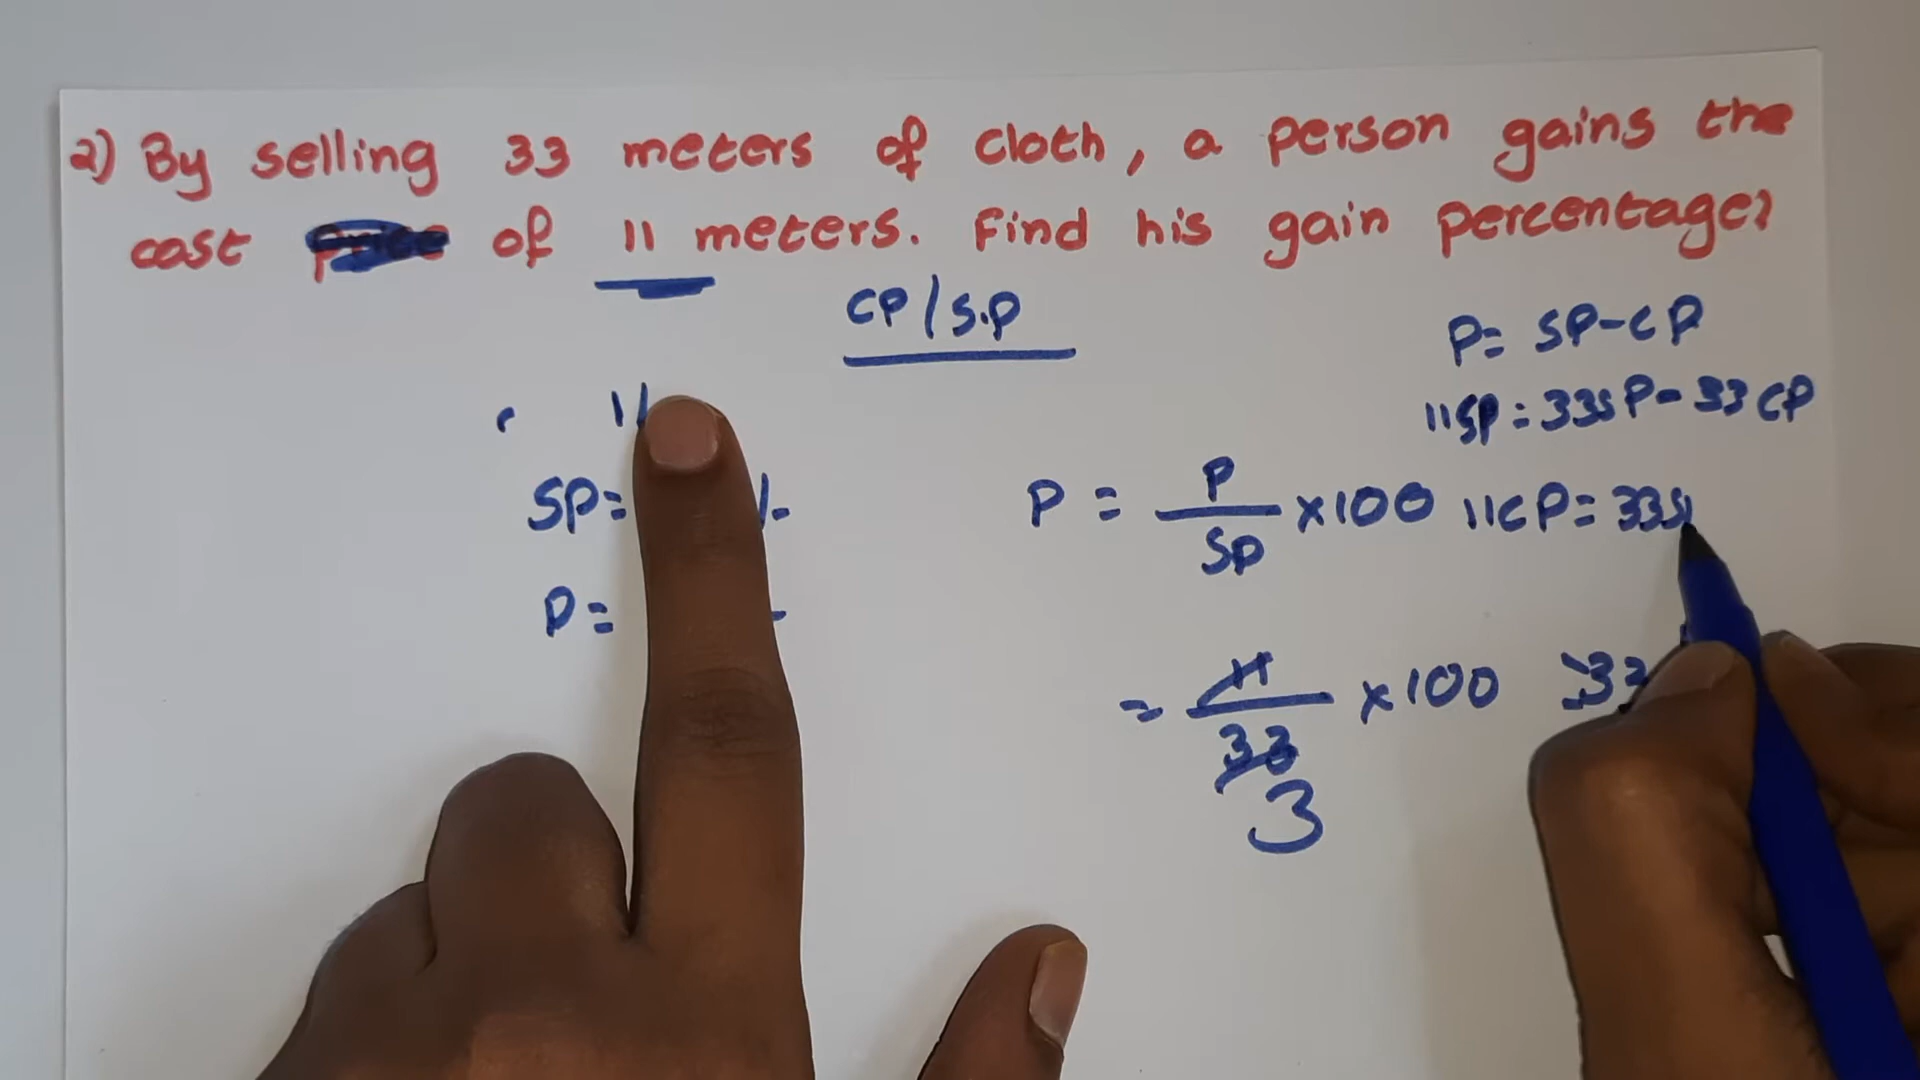 2) By selling 33 meters of cloth, a person gains the
cost of 11 meters. Find his gain percentage?
CP/S.P
P= SP-CP
11SP=33SP-33CP
11
SP= /-
P= -
P = P/SP ×100
11CP=33S
= 11/33 ×100
3